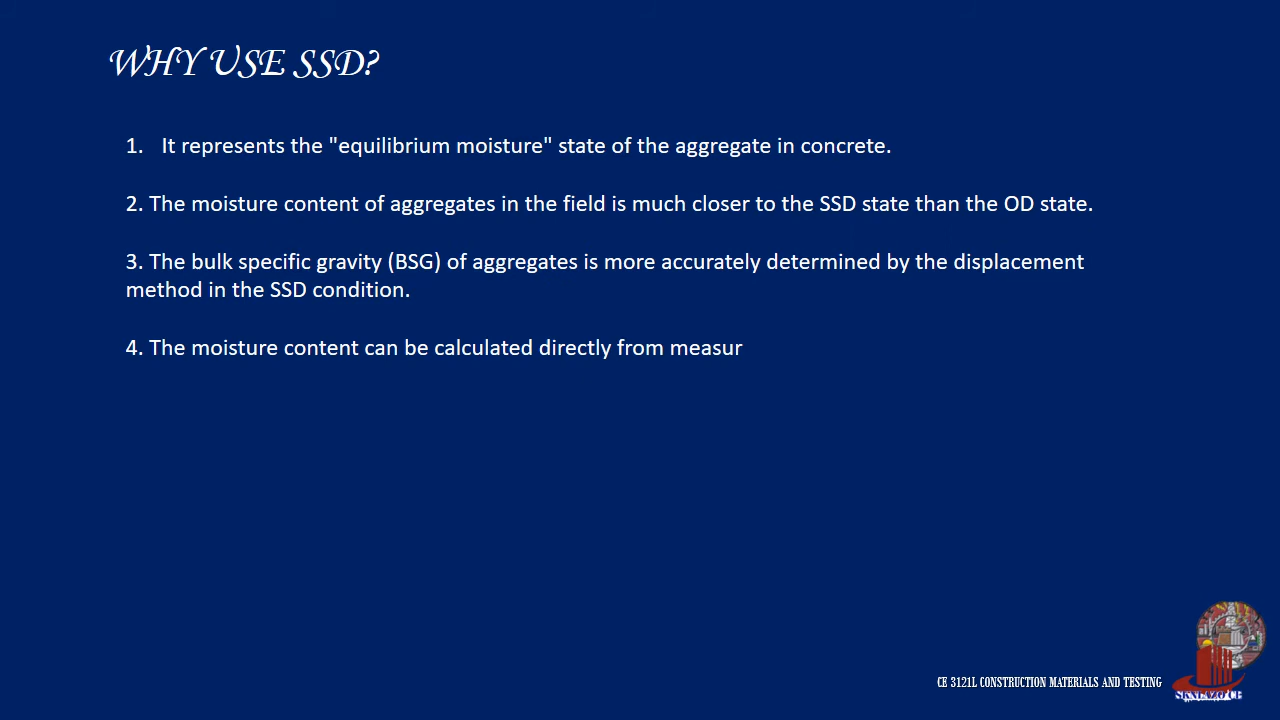 WHY USE SSD?
1. It represents the "equilibrium moisture" state of the aggregate in concrete.
2. The moisture content of aggregates in the field is much closer to the SSD state than the OD state.
3. The bulk specific gravity (BSG) of aggregates is more accurately determined by the displacement
method in the SSD condition.
4. The moisture content can be calculated directly from measur
CE 3121L CONSTRUCTION MATERIALS AND TESTING